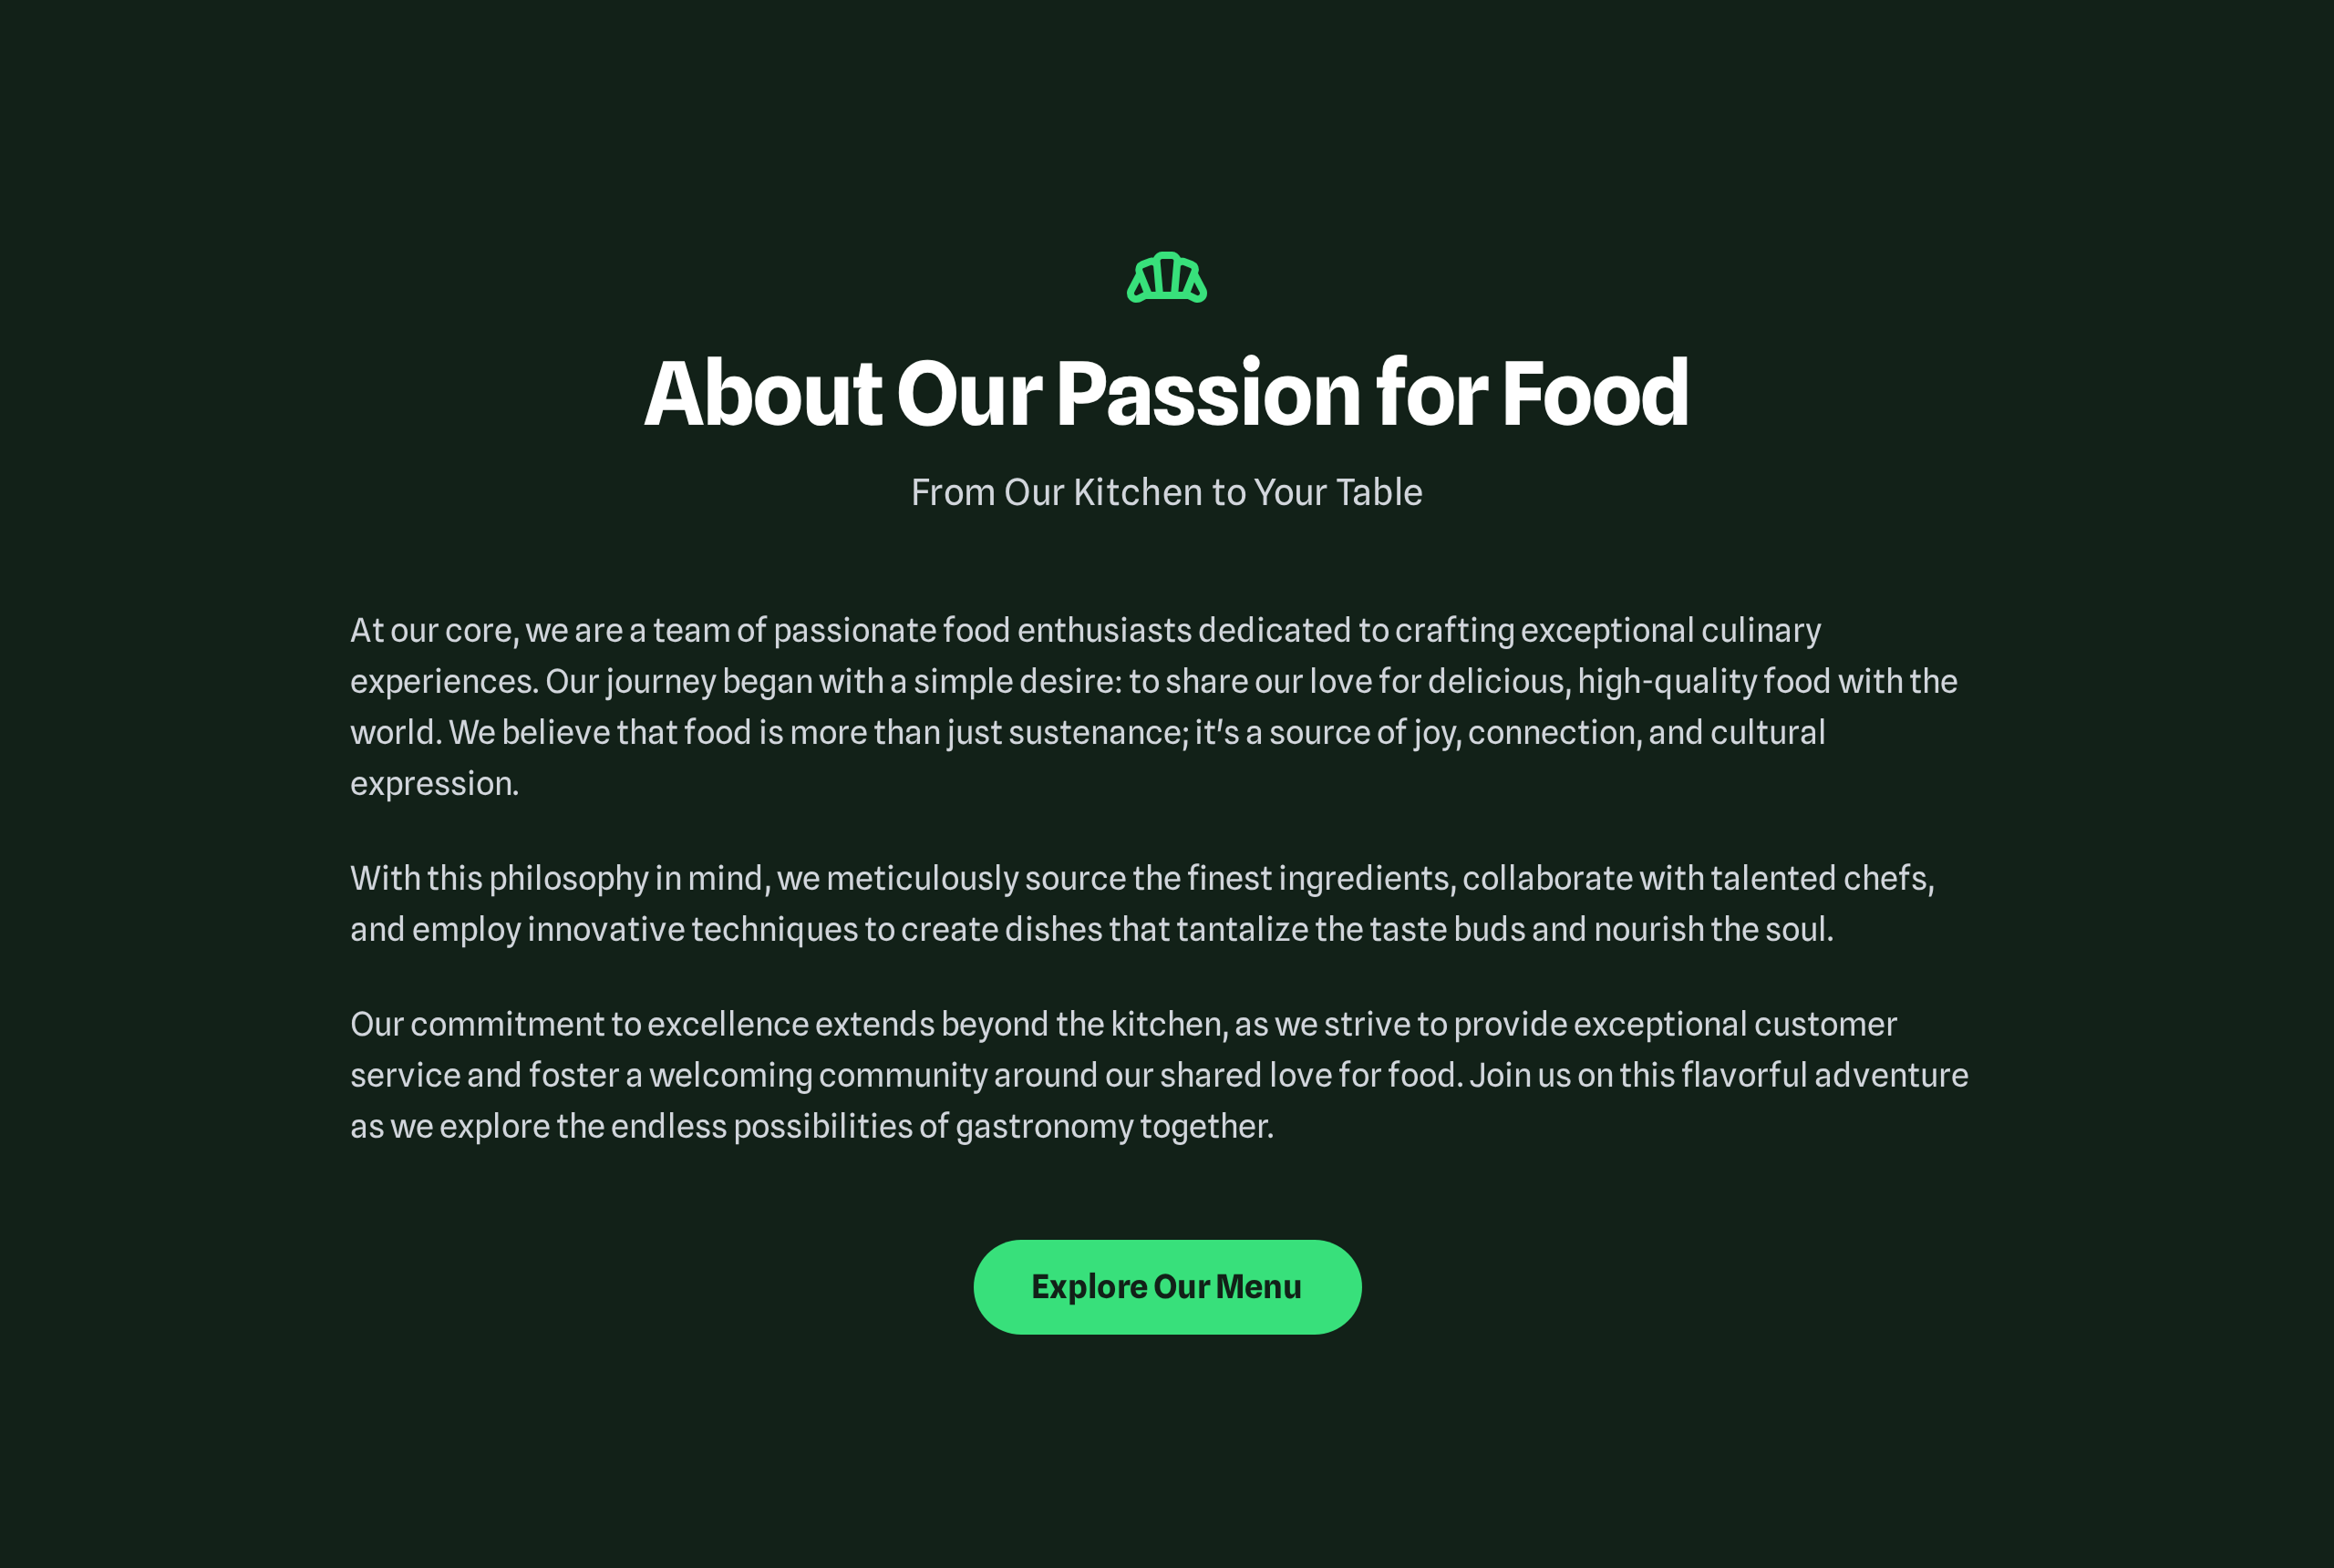 About Our Passion for Food
From Our Kitchen to Your Table
At our core, we are a team of passionate food enthusiasts dedicated to crafting exceptional culinary
experiences. Our journey began with a simple desire: to share our love for delicious, high-quality food with the
world. We believe that food is more than just sustenance; it's a source of joy, connection, and cultural
expression.
With this philosophy in mind, we meticulously source the finest ingredients, collaborate with talented chefs,
and employ innovative techniques to create dishes that tantalize the taste buds and nourish the soul.
Our commitment to excellence extends beyond the kitchen, as we strive to provide exceptional customer
service and foster a welcoming community around our shared love for food. Join us on this flavorful adventure
as we explore the endless possibilities of gastronomy together.
Explore Our Menu